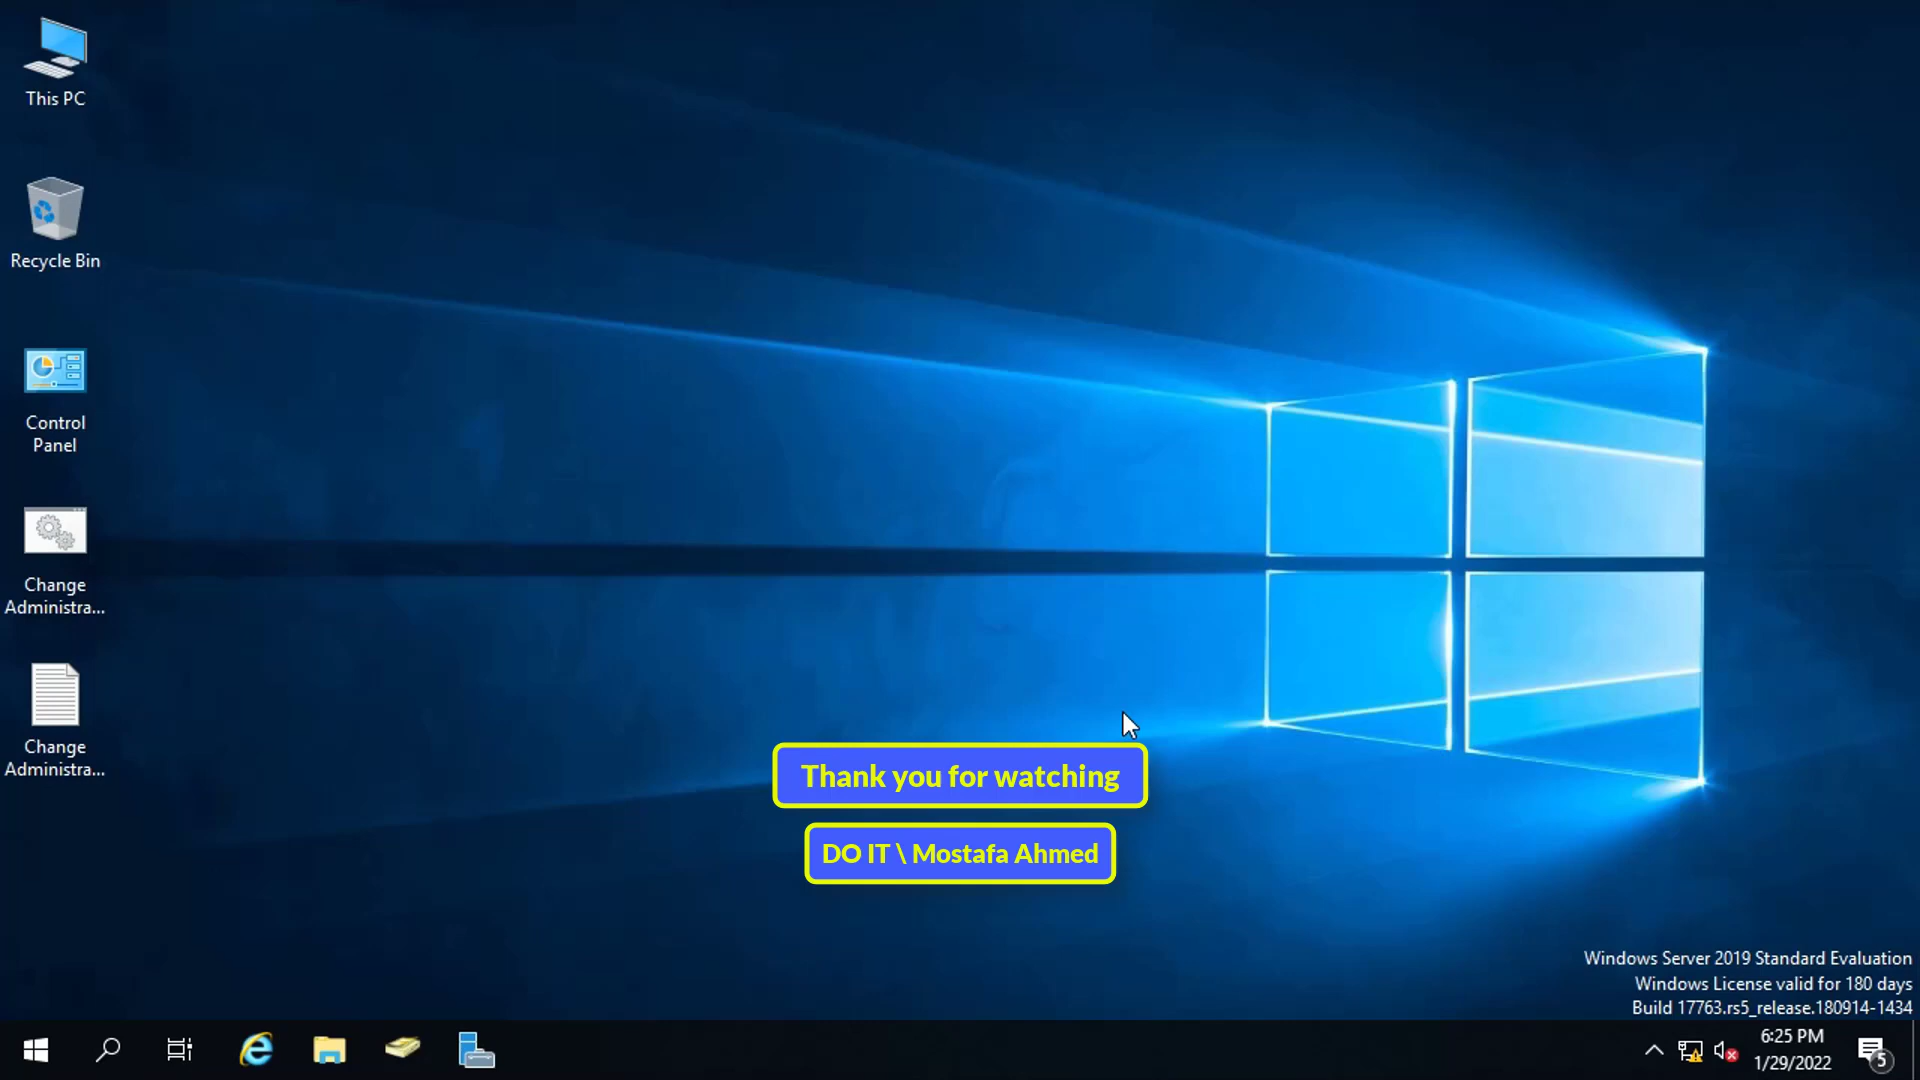 This PC
Recycle Bin
Control
Panel
Change
Administra...
Change
Administra...
Thank you for watching
DO IT \ Mostafa Ahmed
Windows Server 2019 Standard Evaluation
Windows License valid for 180 days
Build 17763.rs5_release.180914-1434
6:25 PM
1/29/2022
5